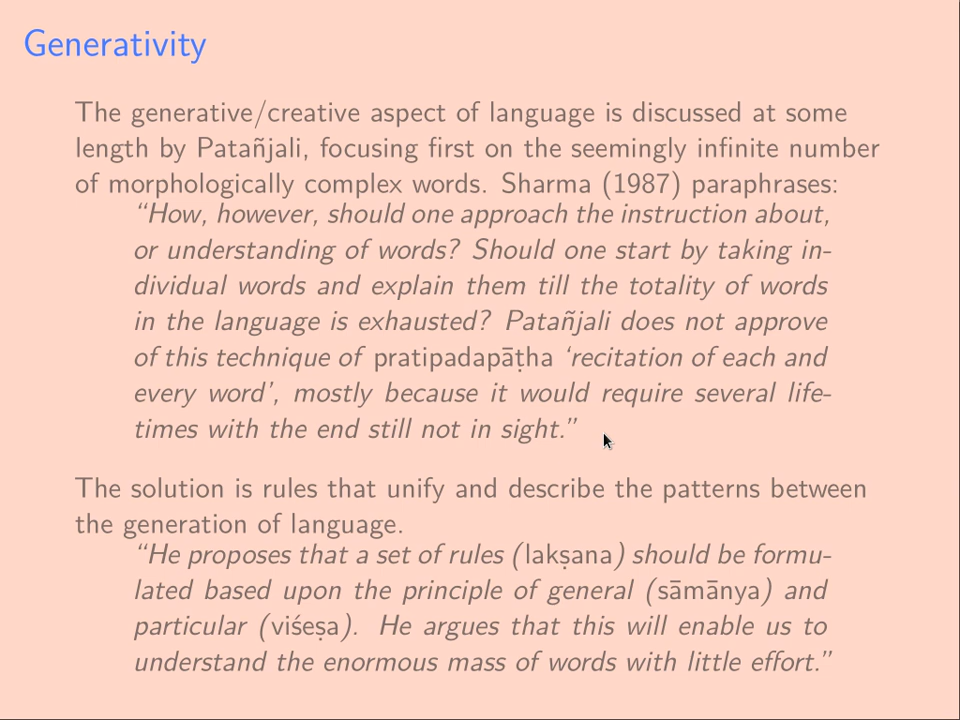 Generativity
The generative/creative aspect of language is discussed at some
length by Patañjali, focusing first on the seemingly infinite number
of morphologically complex words. Sharma (1987) paraphrases:
“How, however, should one approach the instruction about,
or understanding of words? Should one start by taking in-
dividual words and explain them till the totality of words
in the language is exhausted? Patañjali does not approve
of this technique of pratipadapāṭha ‘recitation of each and
every word’, mostly because it would require several life-
times with the end still not in sight.”
The solution is rules that unify and describe the patterns between
the generation of language.
“He proposes that a set of rules (lakṣana) should be formu-
lated based upon the principle of general (sāmānya) and
particular (viśeṣa). He argues that this will enable us to
understand the enormous mass of words with little effort.”